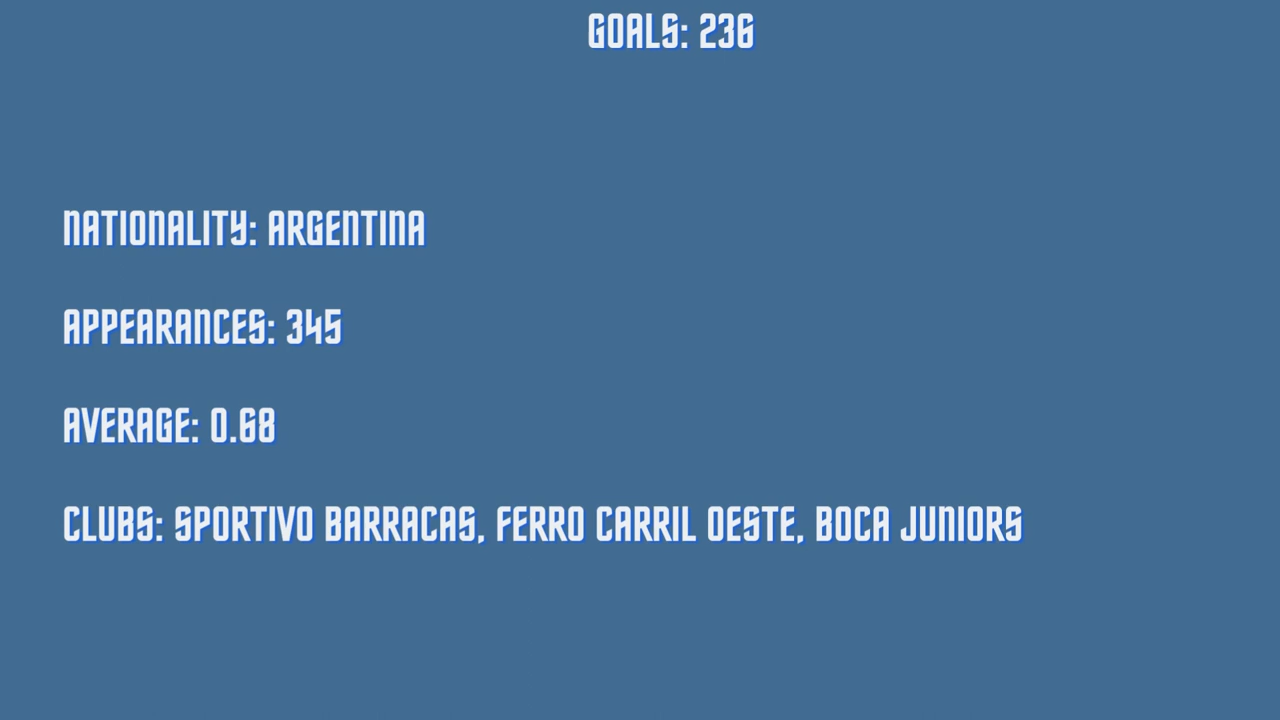 GOALS: 236
NATIONALITY: ARGENTINA
APPEARANCES: 345
AVERAGE: 0.68
CLUBS: SPORTIVO BARRACAS, FERRO CARRIL OESTE, BOCA JUNIORS